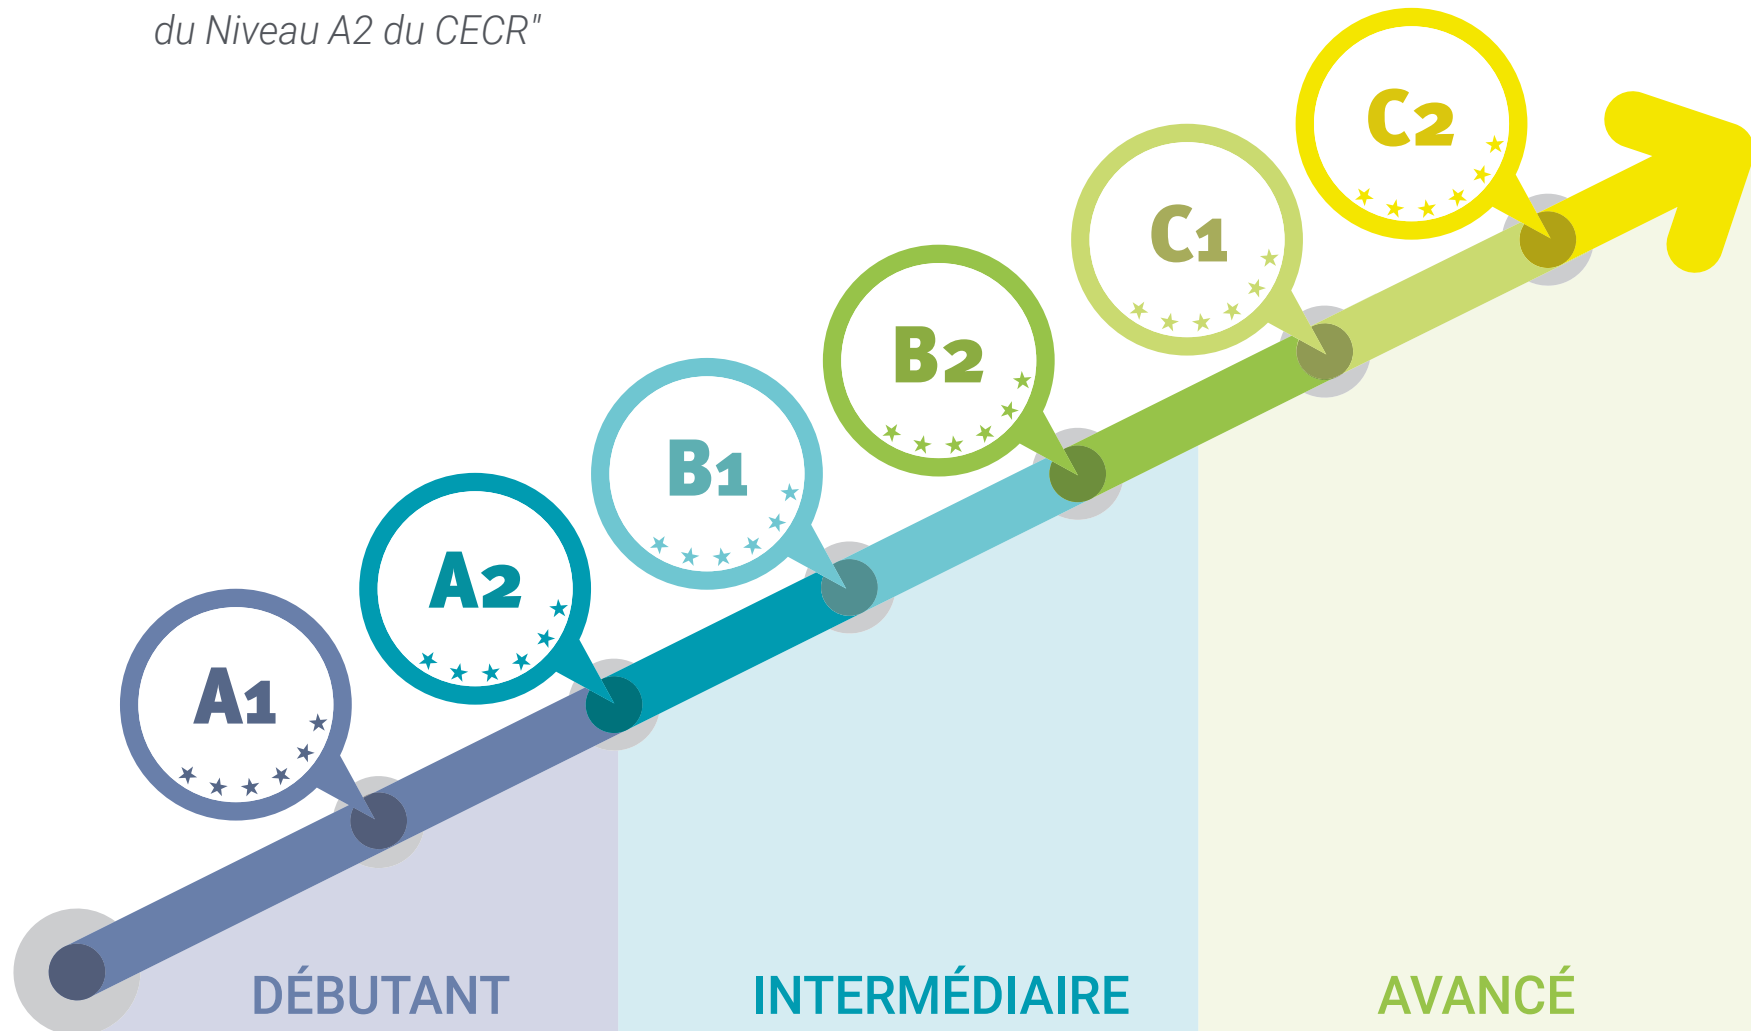 du Niveau A2 du CECR"
C2
C1
B2
B1
A2
A1
DÉBUTANT
INTERMÉDIAIRE
AVANCÉ